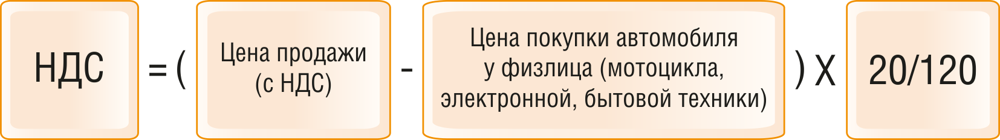 НДС
=(
Цена продажи
(с НДС)
-
Цена покупки автомобиля
у физлица (мотоцикла,
электронной, бытовой техники)
) X
20/120